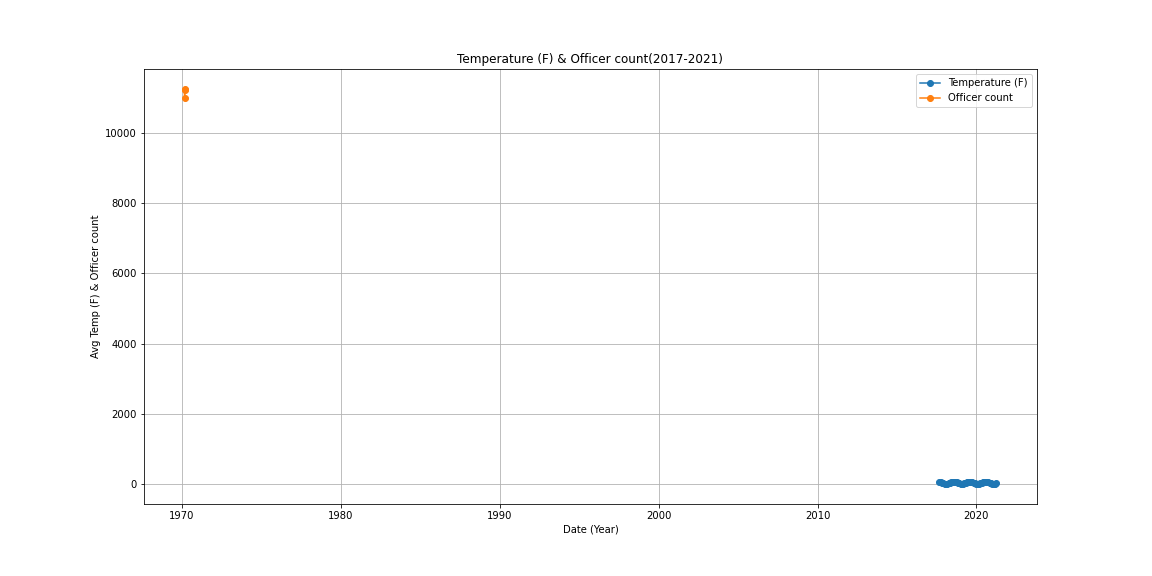 Temperature (F) & Officer count(2017-2021)
Temperature (F)
Officer count
Avg Temp (F) & Officer count
10000
8000
6000
4000
2000
0
1970 1980 1990 2000 2010 2020
Date (Year)